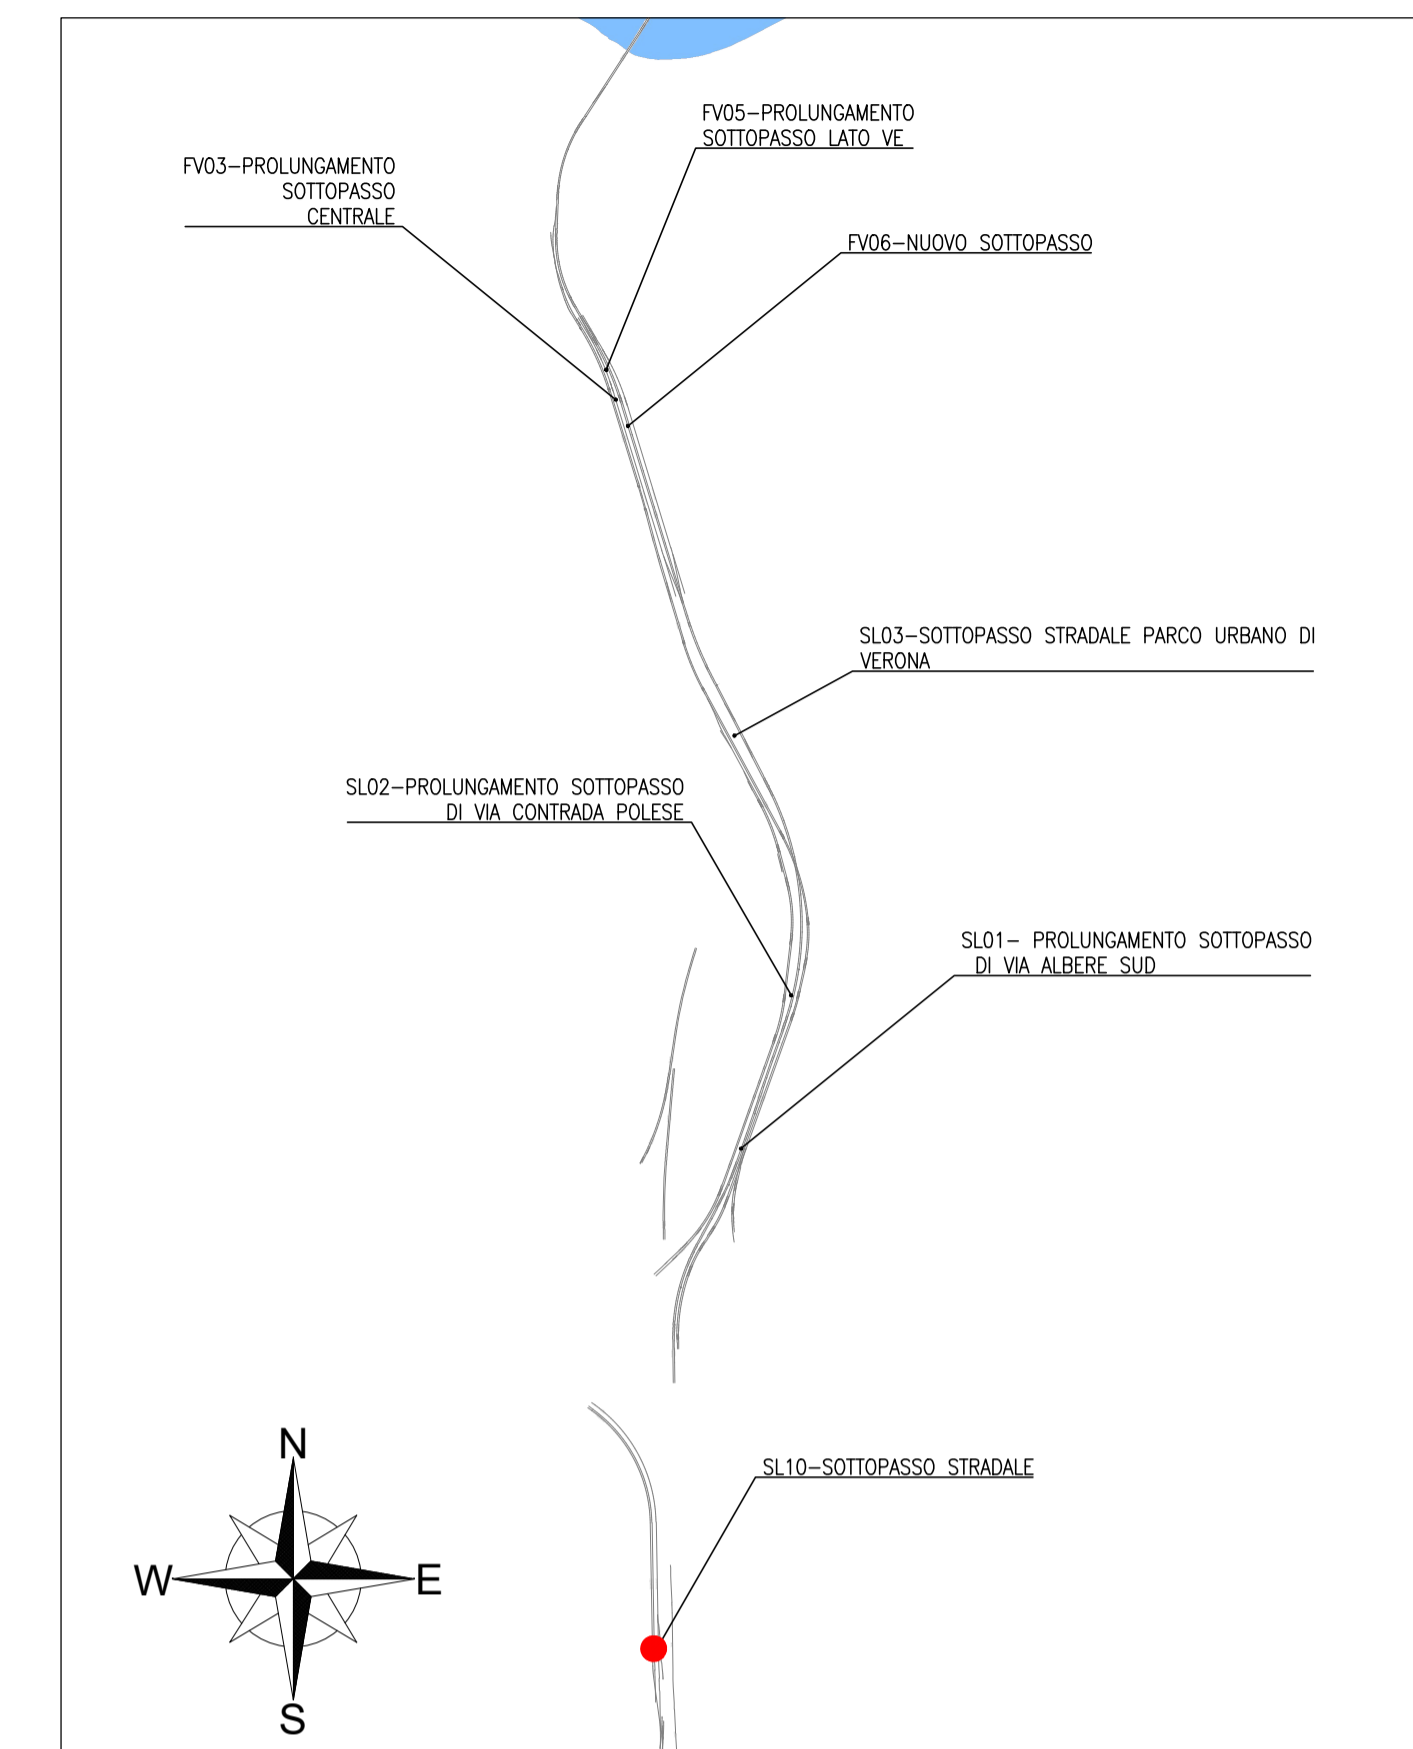 FV05-PROLUNGAMENTO
SOTTOPASSO LATO VE
FV03-PROLUNGAMENTO
SOTTOPASSO
CENTRALE
FV06-NUOVO SOTTOPASSO
SL03-SOTTOPASSO STRADALE PARCO URBANO DI
VERONA
SL02-PROLUNGAMENTO SOTTOPASSO
DI VIA CONTRADA POLESE
SL01- PROLUNGAMENTO SOTTOPASSO
DI VIA ALBERE SUD
SL10-SOTTOPASSO STRADALE
N
W
E
S